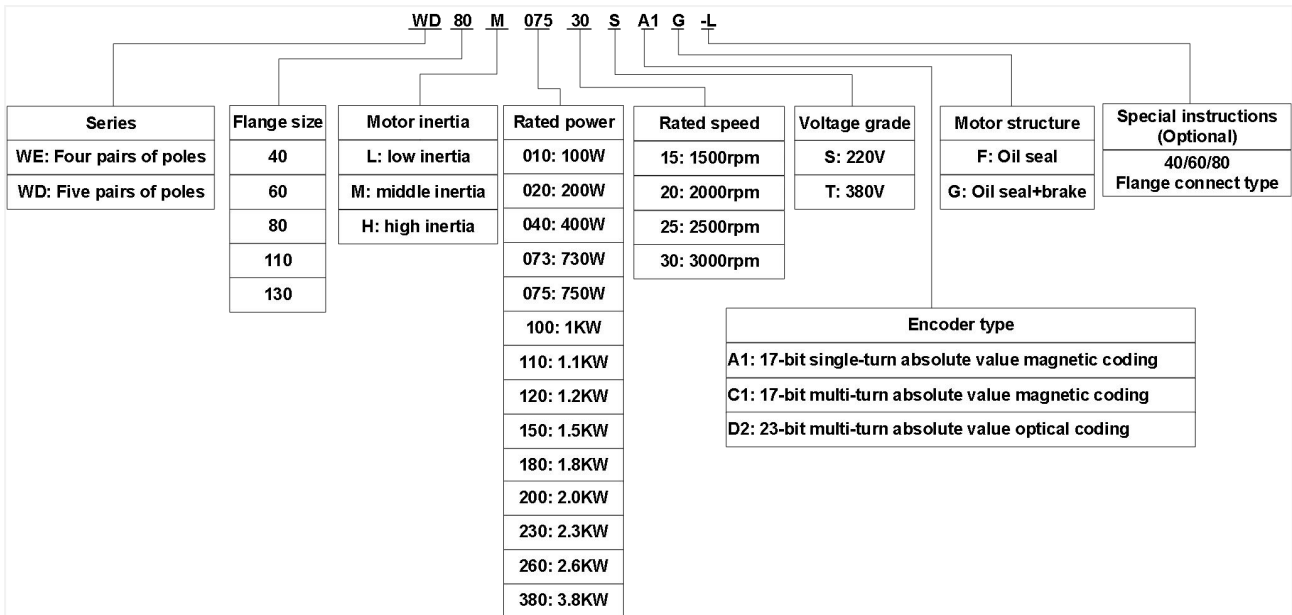 WD 80 M 075 30 S A1 G -L
Series
WE: Four pairs of poles
WD: Five pairs of poles
Flange size
40
60
80
110
130
Motor inertia
L: low inertia
M: middle inertia
H: high inertia
Rated power
010: 100W
020: 200W
040: 400W
073: 730W
075: 750W
100: 1KW
110: 1.1KW
120: 1.2KW
150: 1.5KW
180: 1.8KW
200: 2.0KW
230: 2.3KW
260: 2.6KW
380: 3.8KW
Rated speed
15: 1500rpm
20: 2000rpm
25: 2500rpm
30: 3000rpm
Voltage grade
S: 220V
T: 380V
Motor structure
F: Oil seal
G: Oil seal+brake
Special instructions
(Optional)
40/60/80
Flange connect type
Encoder type
A1: 17-bit single-turn absolute value magnetic coding
C1: 17-bit multi-turn absolute value magnetic coding
D2: 23-bit multi-turn absolute value optical coding